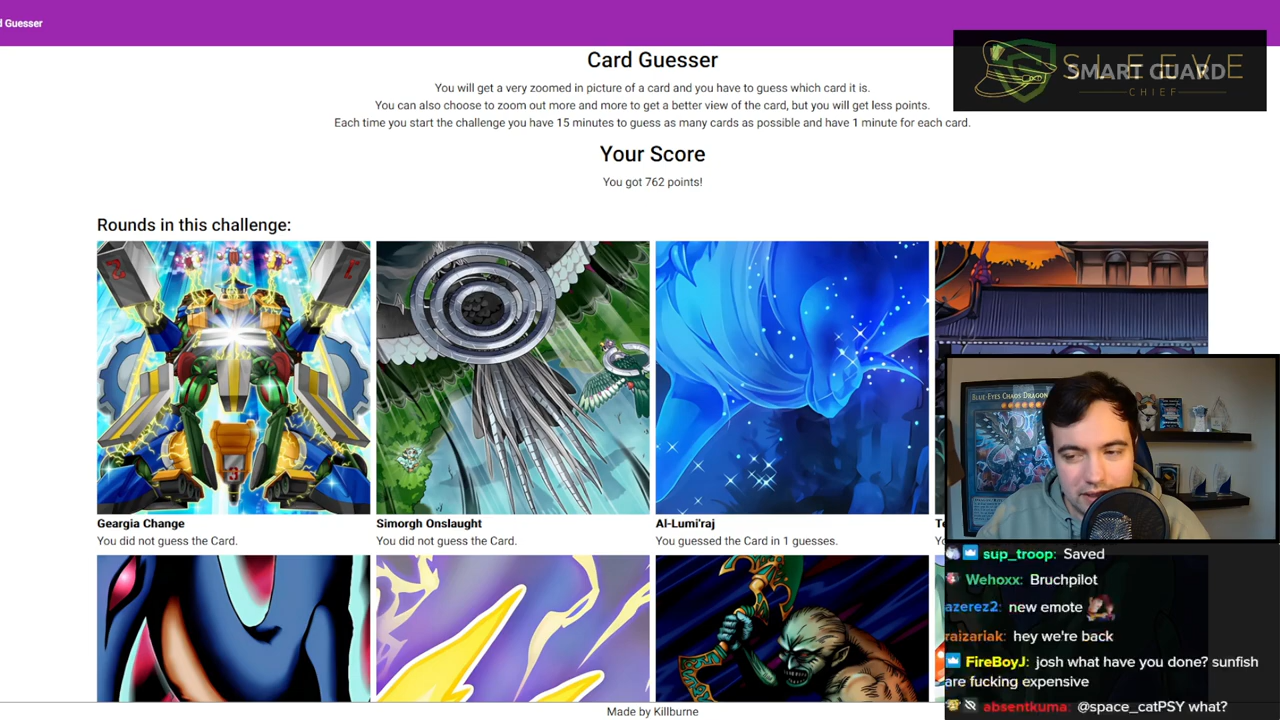 d Guesser
SLEEVE
SMART GUARD
CHIEF
Card Guesser
You will get a very zoomed in picture of a card and you have to guess which card it is.
You can also choose to zoom out more and more to get a better view of the card, but you will get less points.
Each time you start the challenge you have 15 minutes to guess as many cards as possible and have 1 minute for each card.
Your Score
You got 762 points!
Rounds in this challenge:
BLUE-EYES CHAOS DRAGON
Geargia Change
You did not guess the Card.
Simorgh Onslaught
You did not guess the Card.
Al-Lumi'raj
You guessed the Card in 1 guesses.
sup_troop: Saved
Wehoxx: Bruchpilot
azerez2: new emote
raizariak: hey we're back
FireBoyJ: josh what have you done? sunfish
are fucking expensive
absentkuma: @space_catPSY what?
Made by Killburne